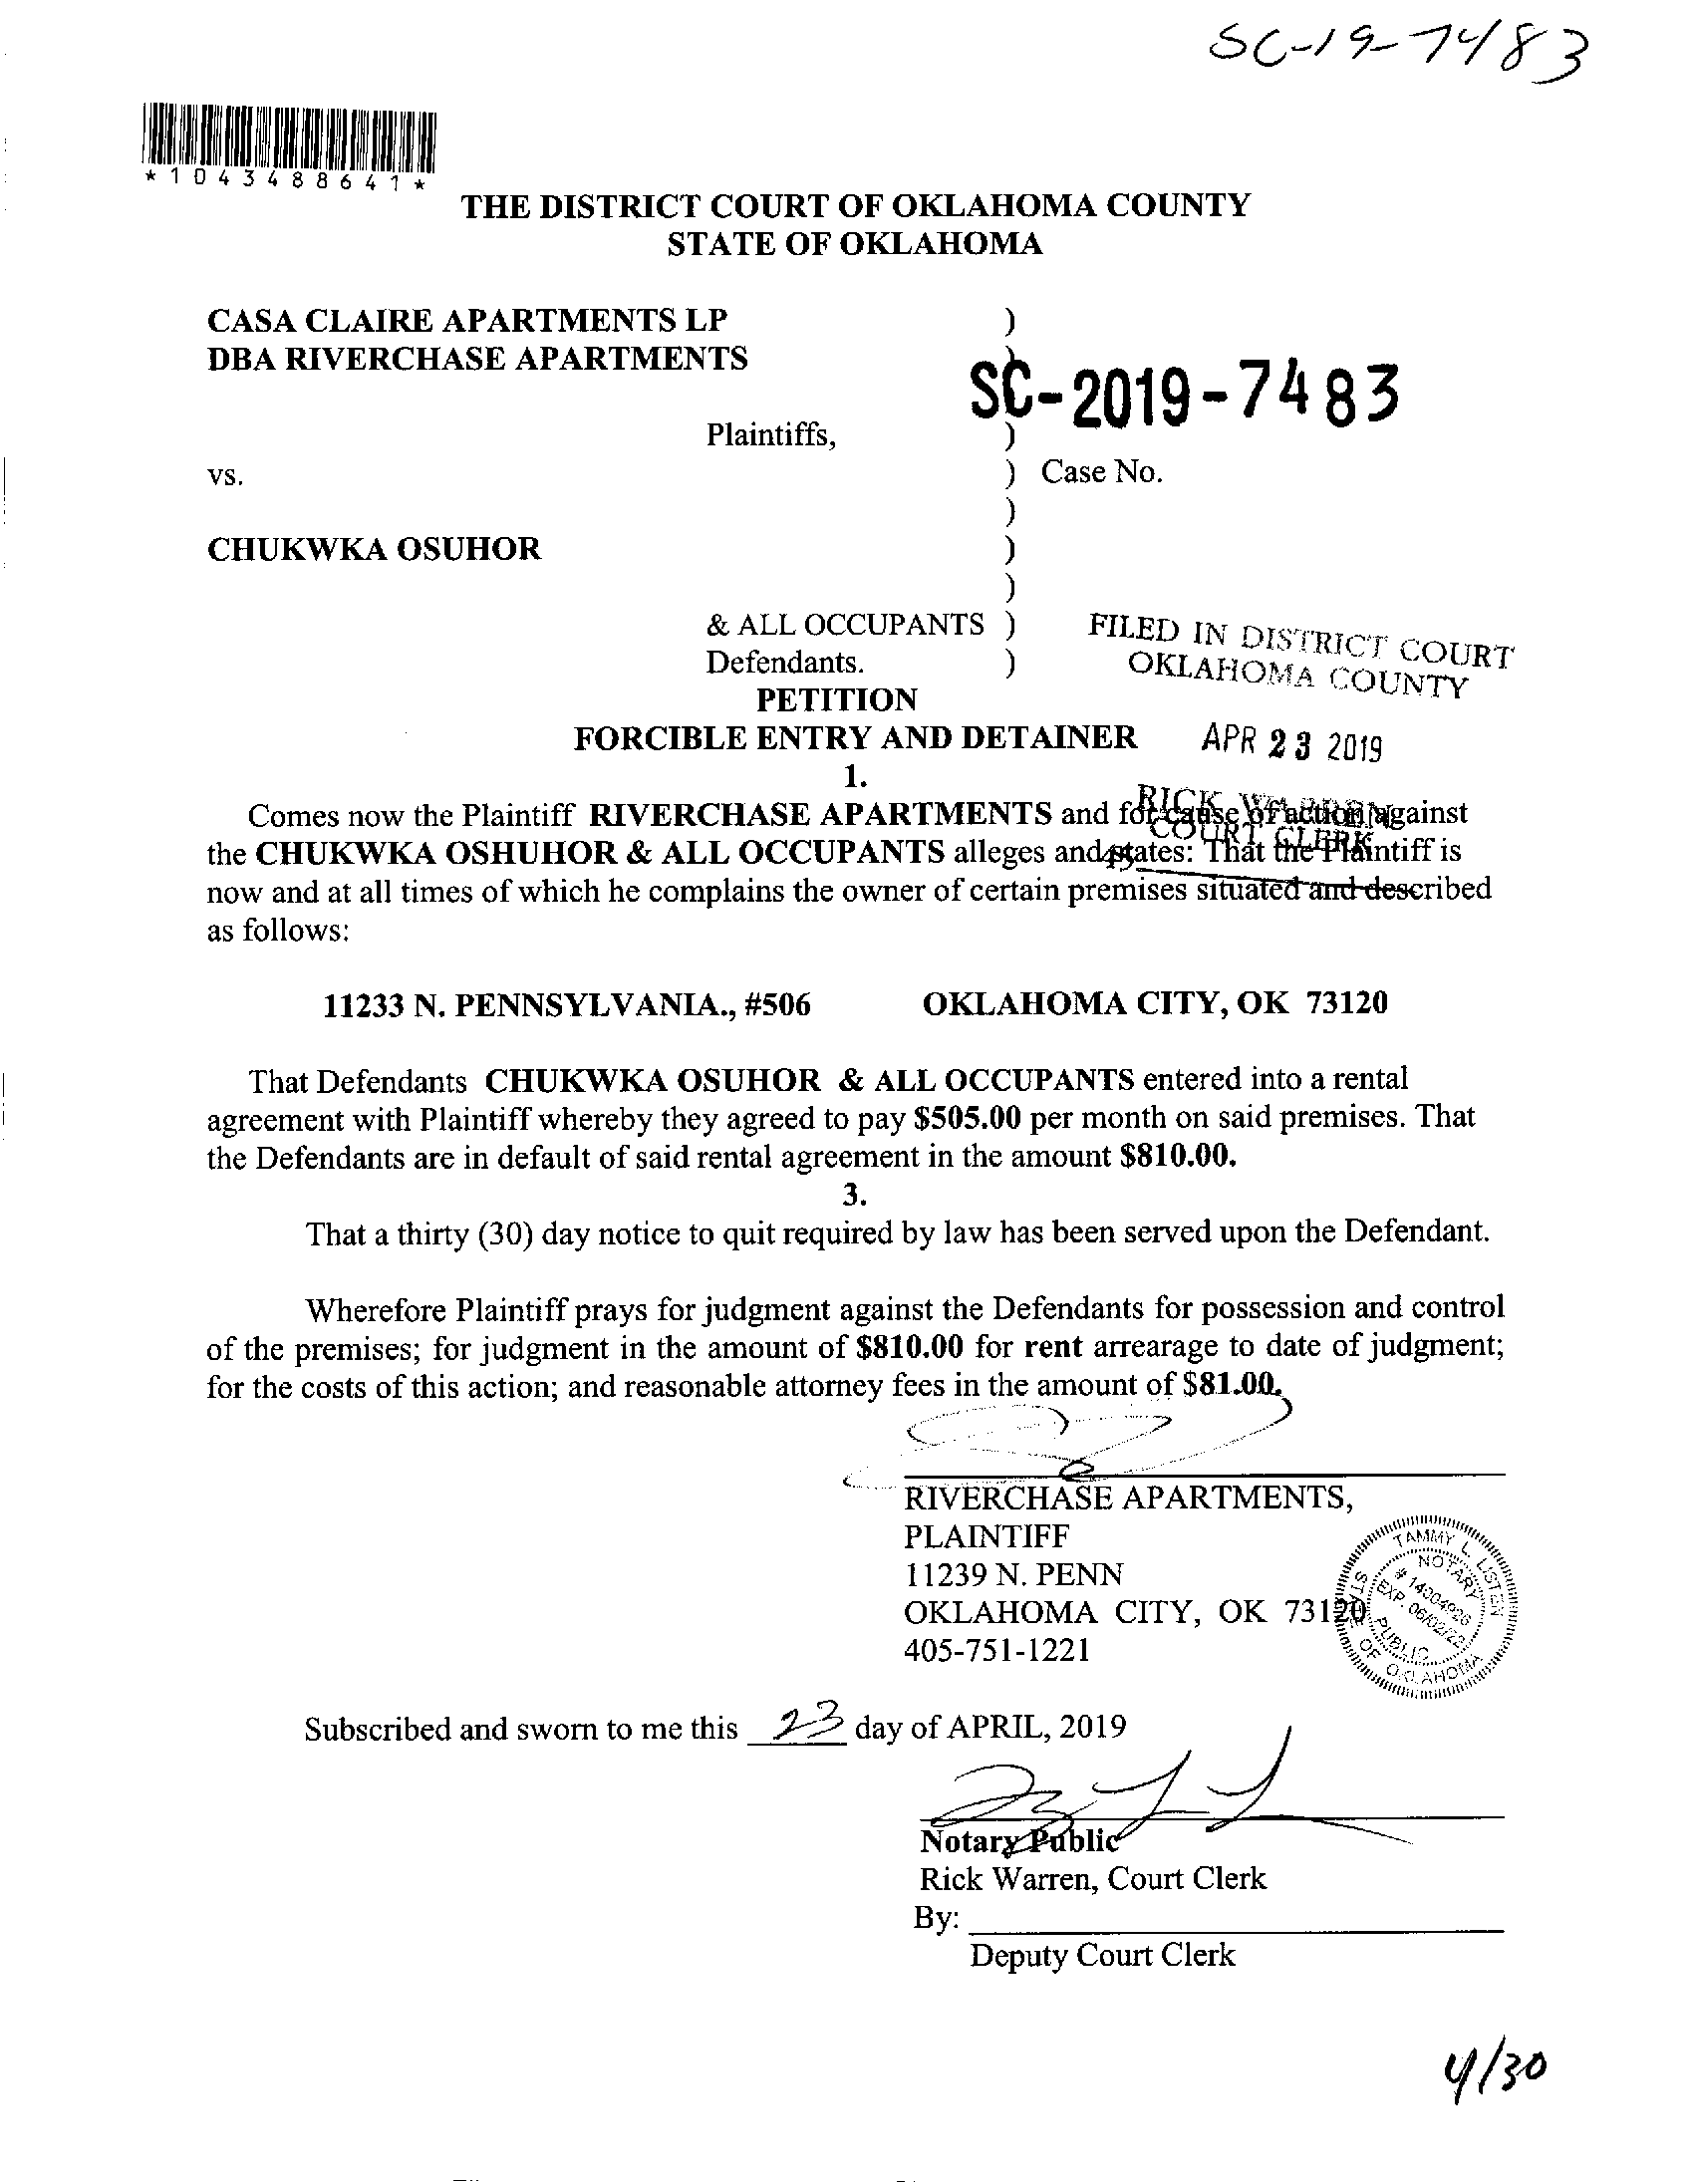 SC-19-7483
*1043488641*
THE DISTRICT COURT OF OKLAHOMA COUNTY
STATE OF OKLAHOMA
CASA CLAIRE APARTMENTS LP )
DBA RIVERCHASE APARTMENTS )
SC-2019-7483
Plaintiffs, )
vs. ) Case No.
)
CHUKWKA OSUHOR )
)
& ALL OCCUPANTS )
Defendants. )
FILED IN DISTRICT COURT
OKLAHOMA COUNTY
PETITION
FORCIBLE ENTRY AND DETAINER
APR 23 2019
1.
RICK WARREN
COURT CLERK
Comes now the Plaintiff RIVERCHASE APARTMENTS and for cause of action against
the CHUKWKA OSHUHOR & ALL OCCUPANTS alleges and states: That the Plaintiff is
now and at all times of which he complains the owner of certain premises situated and described
as follows:
11233 N. PENNSYLVANIA., #506 OKLAHOMA CITY, OK 73120
That Defendants CHUKWKA OSUHOR & ALL OCCUPANTS entered into a rental
agreement with Plaintiff whereby they agreed to pay $505.00 per month on said premises. That
the Defendants are in default of said rental agreement in the amount $810.00.
3.
That a thirty (30) day notice to quit required by law has been served upon the Defendant.
Wherefore Plaintiff prays for judgment against the Defendants for possession and control
of the premises; for judgment in the amount of $810.00 for rent arrearage to date of judgment;
for the costs of this action; and reasonable attorney fees in the amount of $81.00.
RIVERCHASE APARTMENTS,
PLAINTIFF
11239 N. PENN
OKLAHOMA CITY, OK 73120
405-751-1221
TAMMY L. LISTEN
NOTARY
# 14304926
EXP. 06/02/22
PUBLIC
STATE OF OKLAHOMA
Subscribed and sworn to me this 23 day of APRIL, 2019
Notary Public
Rick Warren, Court Clerk
By:
Deputy Court Clerk
4/30